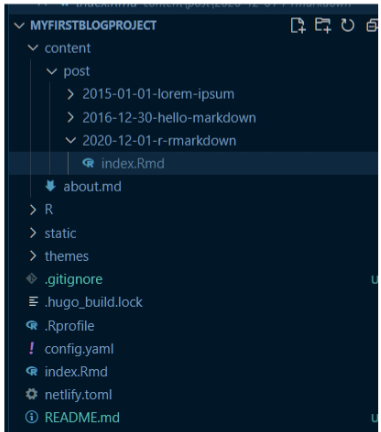 MYFIRSTBLOGPROJECT
content
post
2015-01-01-lorem-ipsum
2016-12-30-hello-markdown
2020-12-01-r-rmarkdown
index.Rmd
about.md
R
static
themes
.gitignore U
.hugo_build.lock
.Rprofile
config.yaml
index.Rmd
netlify.toml
README.md U